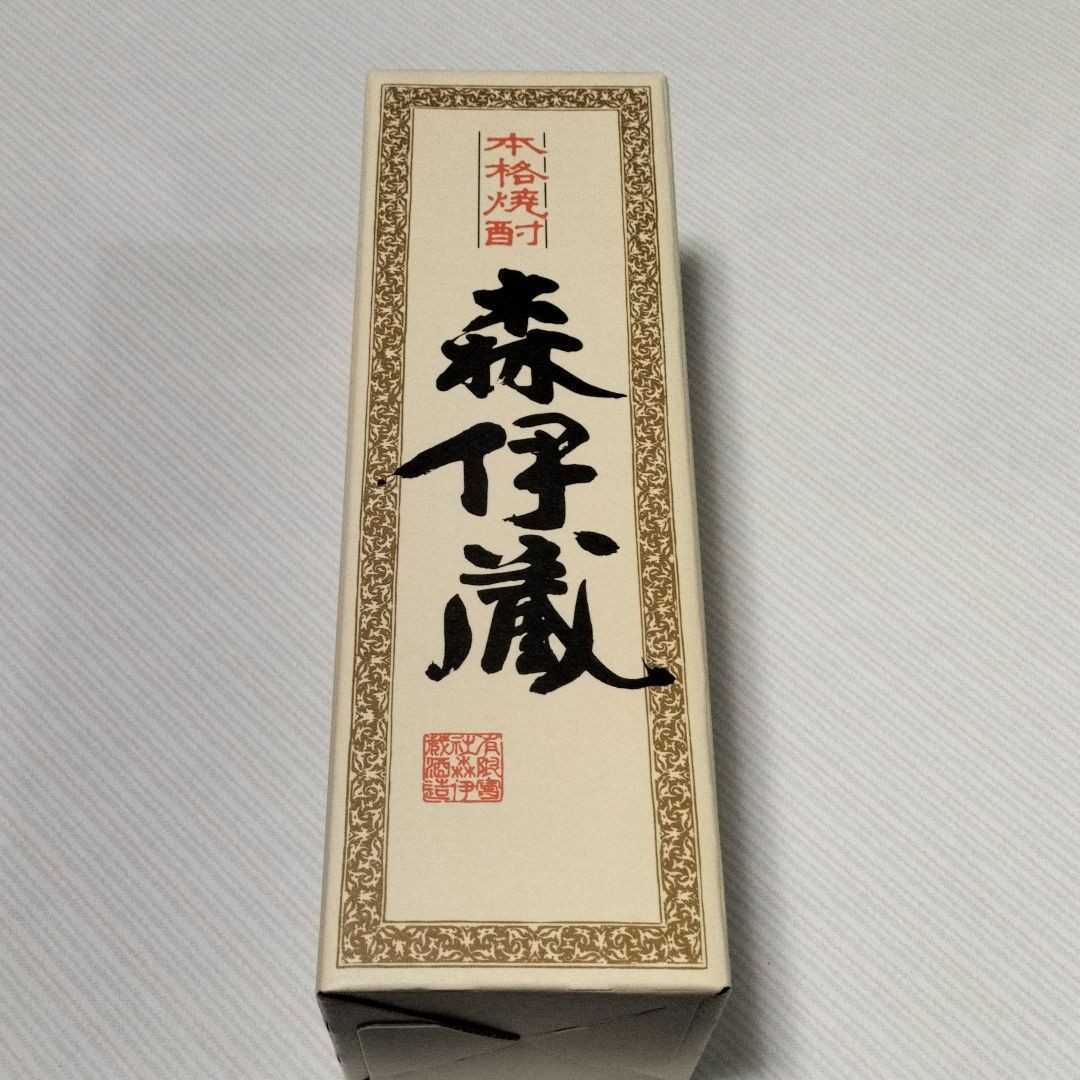 本格焼酎
森伊蔵
有限會
社森伊
蔵酒造